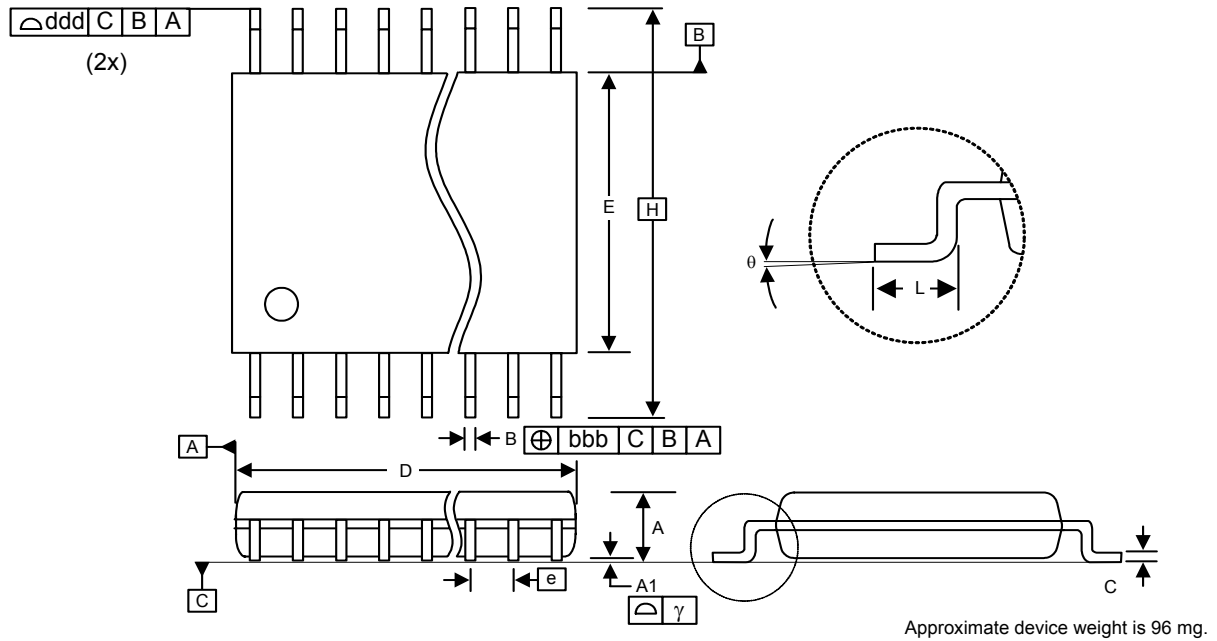 ⌓ ddd C B A
(2x)
B
E
H
θ
L
B ⊕ bbb C B A
A
D
A
e
A1
C
C
⌓ γ
Approximate device weight is 96 mg.